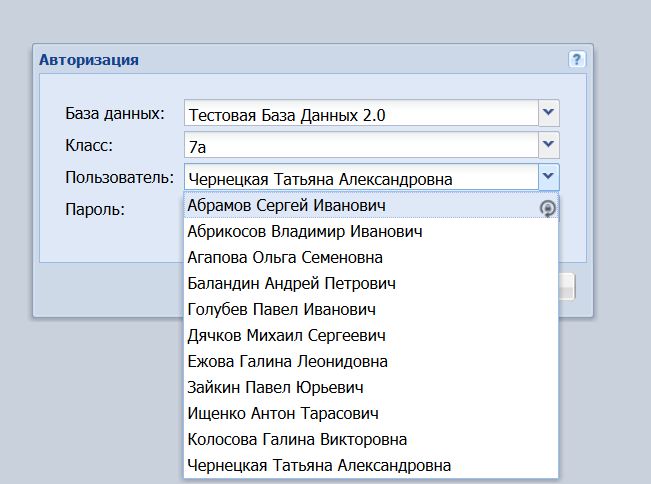 Авторизация
?
База данных: Тестовая База Данных 2.0
Класс: 7а
Пользователь: Чернецкая Татьяна Александровна
Пароль:
Абрамов Сергей Иванович
Абрикосов Владимир Иванович
Агапова Ольга Семеновна
Баландин Андрей Петрович
Голубев Павел Иванович
Дячков Михаил Сергеевич
Ежова Галина Леонидовна
Зайкин Павел Юрьевич
Ищенко Антон Тарасович
Колосова Галина Викторовна
Чернецкая Татьяна Александровна